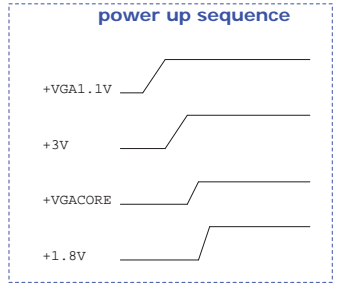 power up sequence
+VGA1.1V
+3V
+VGACORE
+1.8V